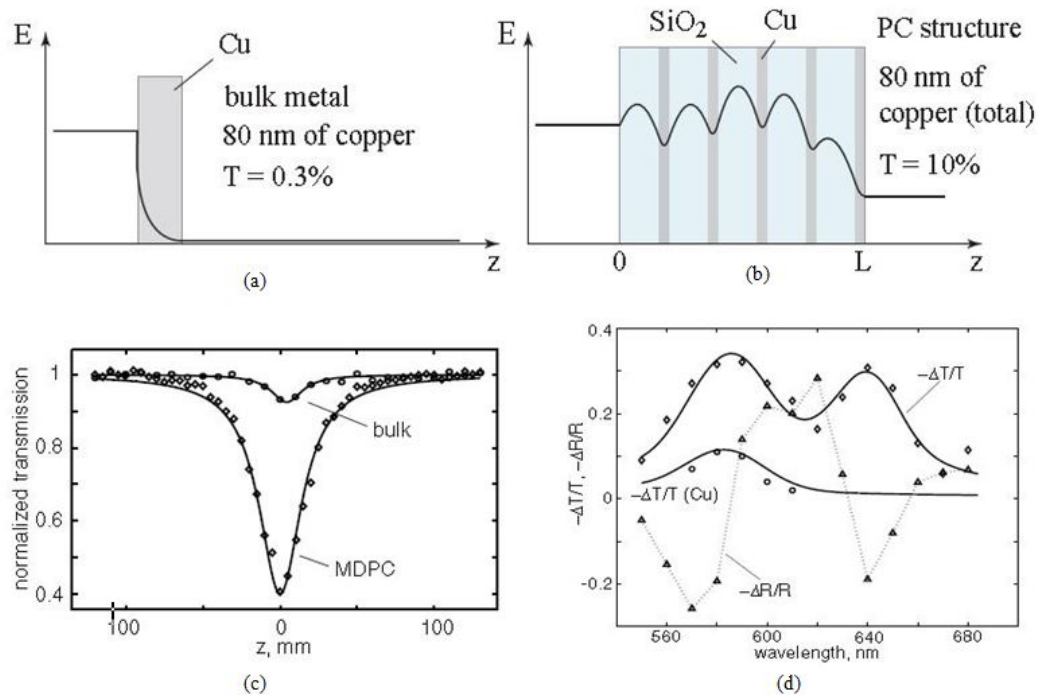 E
Cu
bulk metal
80 nm of copper
T = 0.3%
z
(a)
E
SiO2
Cu
PC structure
80 nm of
copper (total)
T = 10%
0
L
z
(b)
normalized transmission
1
0.8
0.6
0.4
bulk
MDPC
100
0
100
z, mm
(c)
-ΔT/T, -ΔR/R
0.4
0.2
0
-0.2
-ΔT/T
-ΔT/T (Cu)
-ΔR/R
560
600
640
680
wavelength, nm
(d)